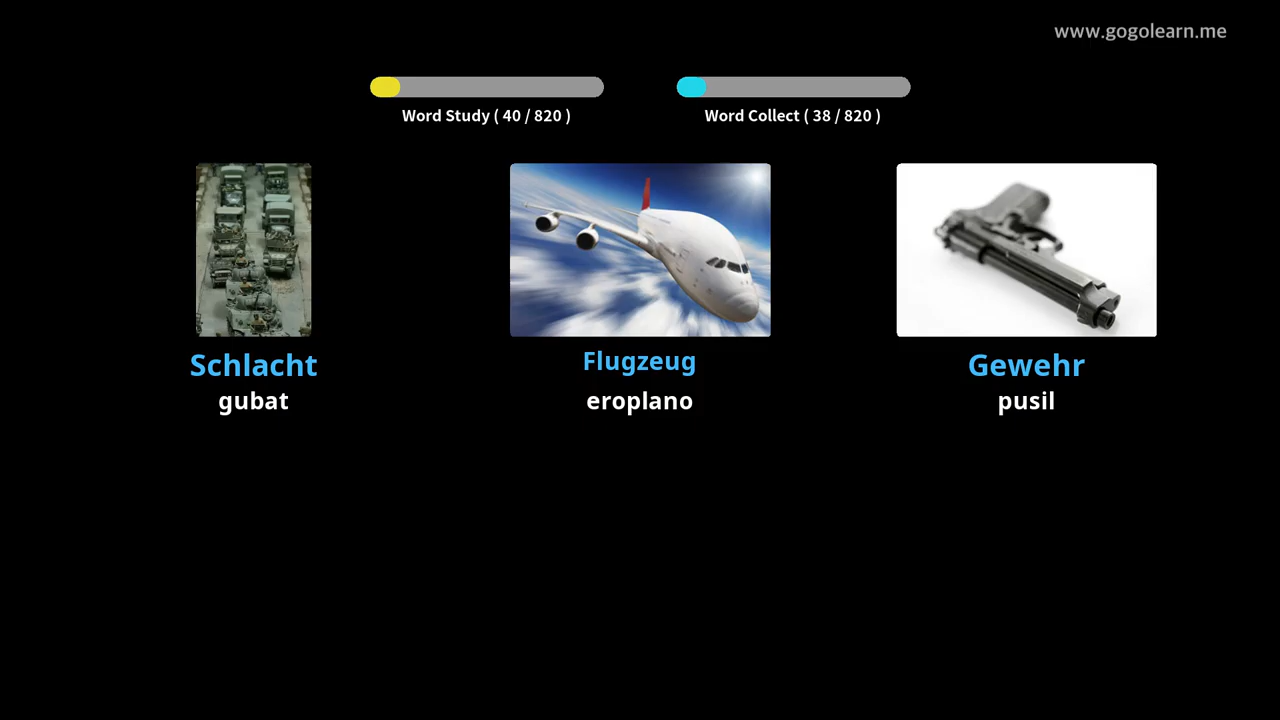 www.gogolearn.me
Word Study ( 40 / 820 )
Word Collect ( 38 / 820 )
Schlacht
gubat
Flugzeug
eroplano
Gewehr
pusil